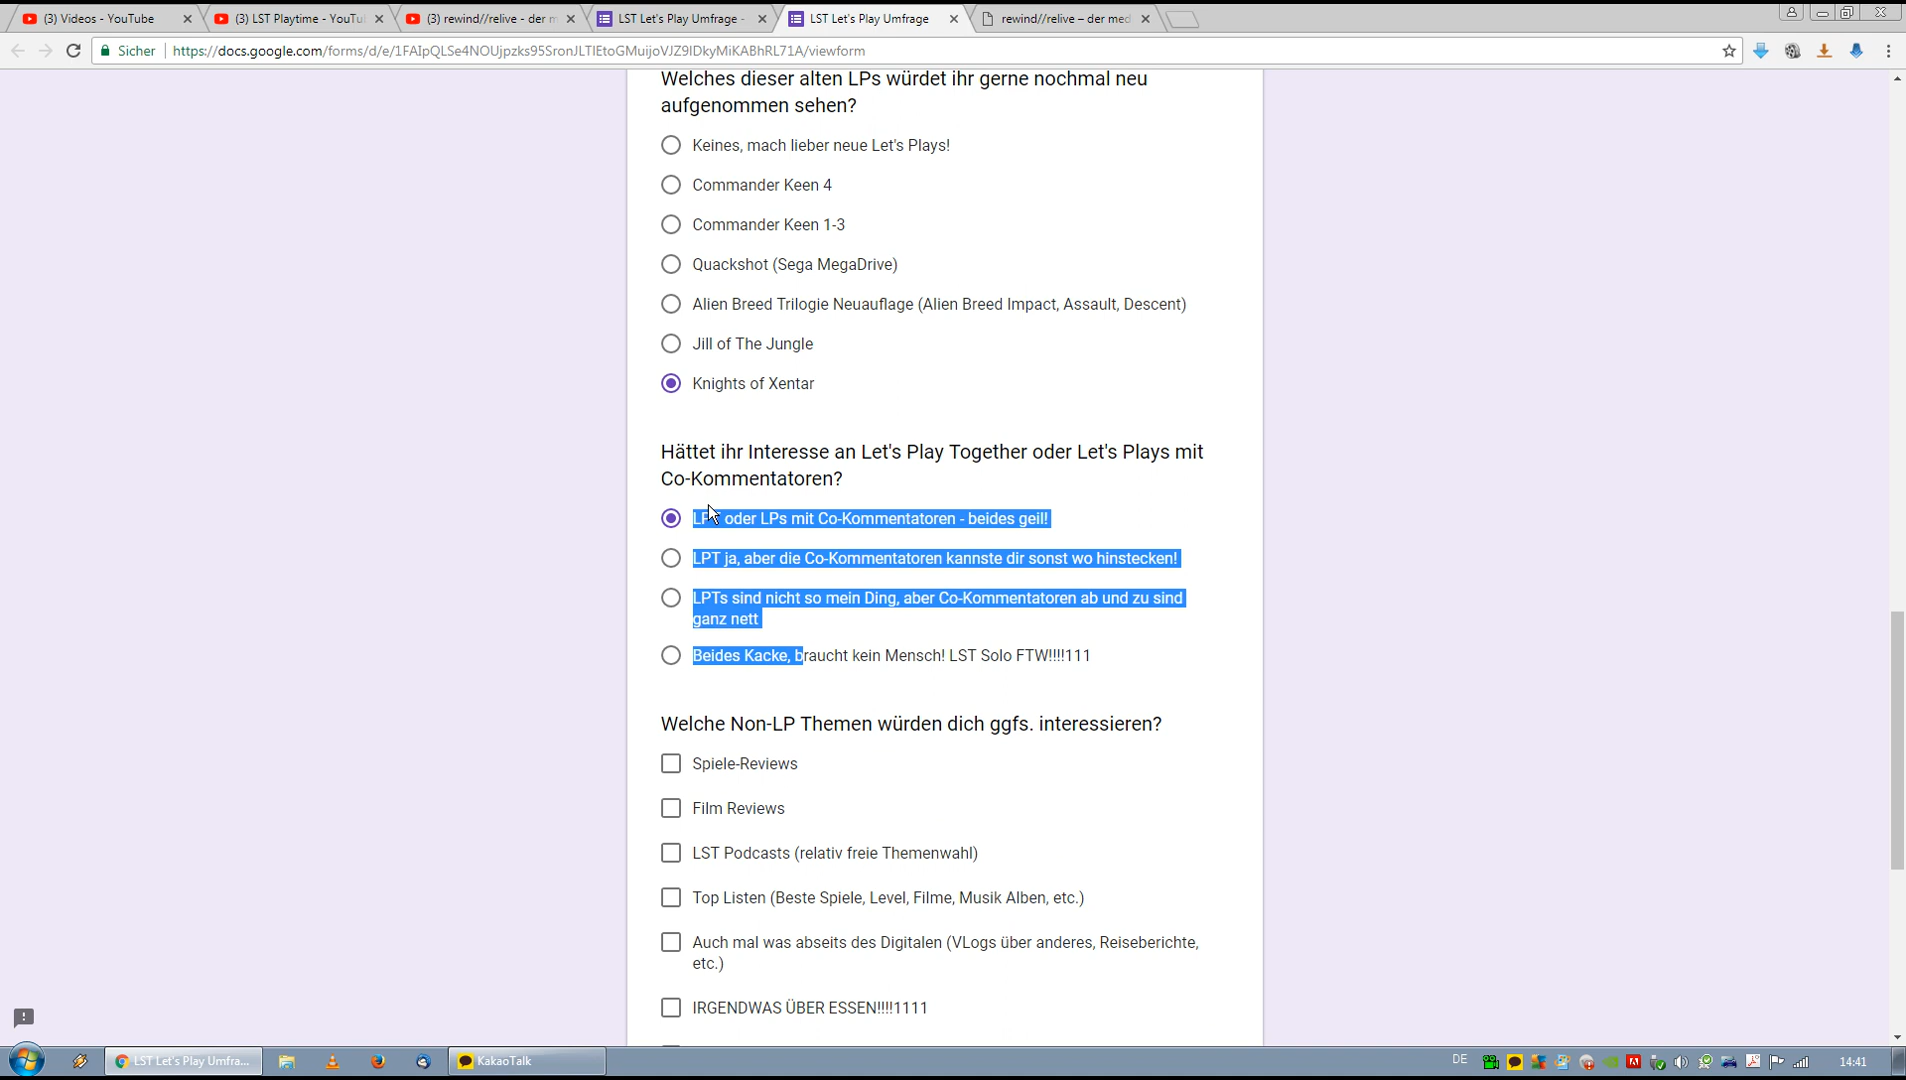 (3) Videos - YouTube
(3) LST Playtime - YouTu
(3) rewind//relive - der m
LST Let's Play Umfrage -
LST Let's Play Umfrage
rewind//relive – der med
Sicher
Welches dieser alten LPs würdet ihr gerne nochmal neu
aufgenommen sehen?
Keines, mach lieber neue Let's Plays!
Commander Keen 4
Commander Keen 1-3
Quackshot (Sega MegaDrive)
Alien Breed Trilogie Neuauflage (Alien Breed Impact, Assault, Descent)
Jill of The Jungle
Knights of Xentar
Hättet ihr Interesse an Let's Play Together oder Let's Plays mit
Co-Kommentatoren?
oder LPs mit Co-Kommentatoren - beides geil!
LPT ja, aber die Co-Kommentatoren kannste dir sonst wo hinstecken!
LPTs sind nicht so mein Ding, aber Co-Kommentatoren ab und zu sind
ganz nett
Beides Kacke, braucht kein Mensch! LST Solo FTW!!!!111
Welche Non-LP Themen würden dich ggfs. interessieren?
Spiele-Reviews
Film Reviews
LST Podcasts (relativ freie Themenwahl)
Top Listen (Beste Spiele, Level, Filme, Musik Alben, etc.)
Auch mal was abseits des Digitalen (VLogs über anderes, Reiseberichte,
etc.)
IRGENDWAS ÜBER ESSEN!!!!1111
LST Let's Play Umfra...
KakaoTalk
DE
14:41